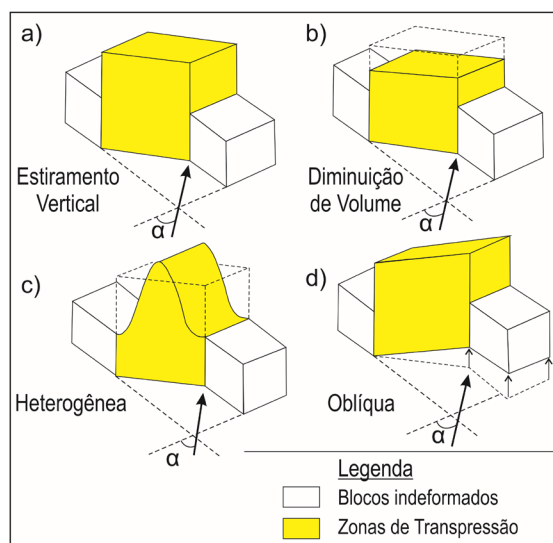 a)
Estiramento
Vertical
α
b)
Diminuição
de Volume
α
c)
Heterogênea
α
d)
Oblíqua
α
Legenda
Blocos indeformados
Zonas de Transpressão